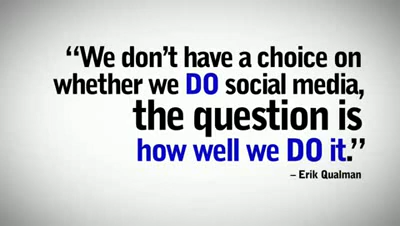 “We don’t have a choice on
whether we DO social media,
the question is
how well we DO it.”
– Erik Qualman